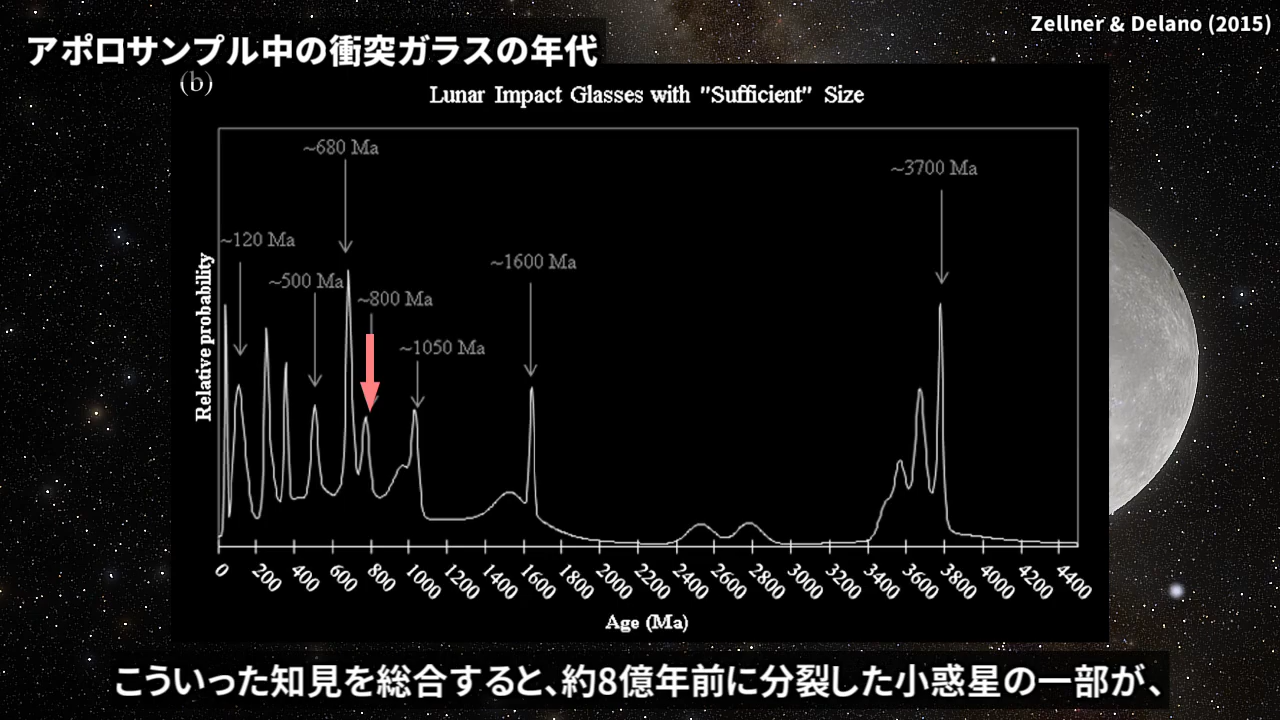 Zellner & Delano (2015)
アポロサンプル中の衝突ガラスの年代
(b)
Lunar Impact Glasses with "Sufficient" Size
~680 Ma
~3700 Ma
~120 Ma
~1600 Ma
~500 Ma
~800 Ma
~1050 Ma
Relative probability
0 200 400 600 800 1000 1200 1400 1600 1800 2000 2200 2400 2600 2800 3000 3200 3400 3600 3800 4000 4200 4400
Age (Ma)
こういった知見を総合すると、約8億年前に分裂した小惑星の一部が、